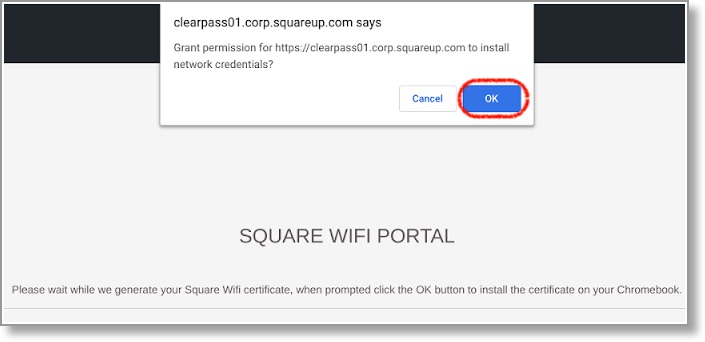 clearpass01.corp.squareup.com says
Grant permission for https://clearpass01.corp.squareup.com to install
network credentials?
Cancel
OK
SQUARE WIFI PORTAL
Please wait while we generate your Square Wifi certificate, when prompted click the OK button to install the certificate on your Chromebook.